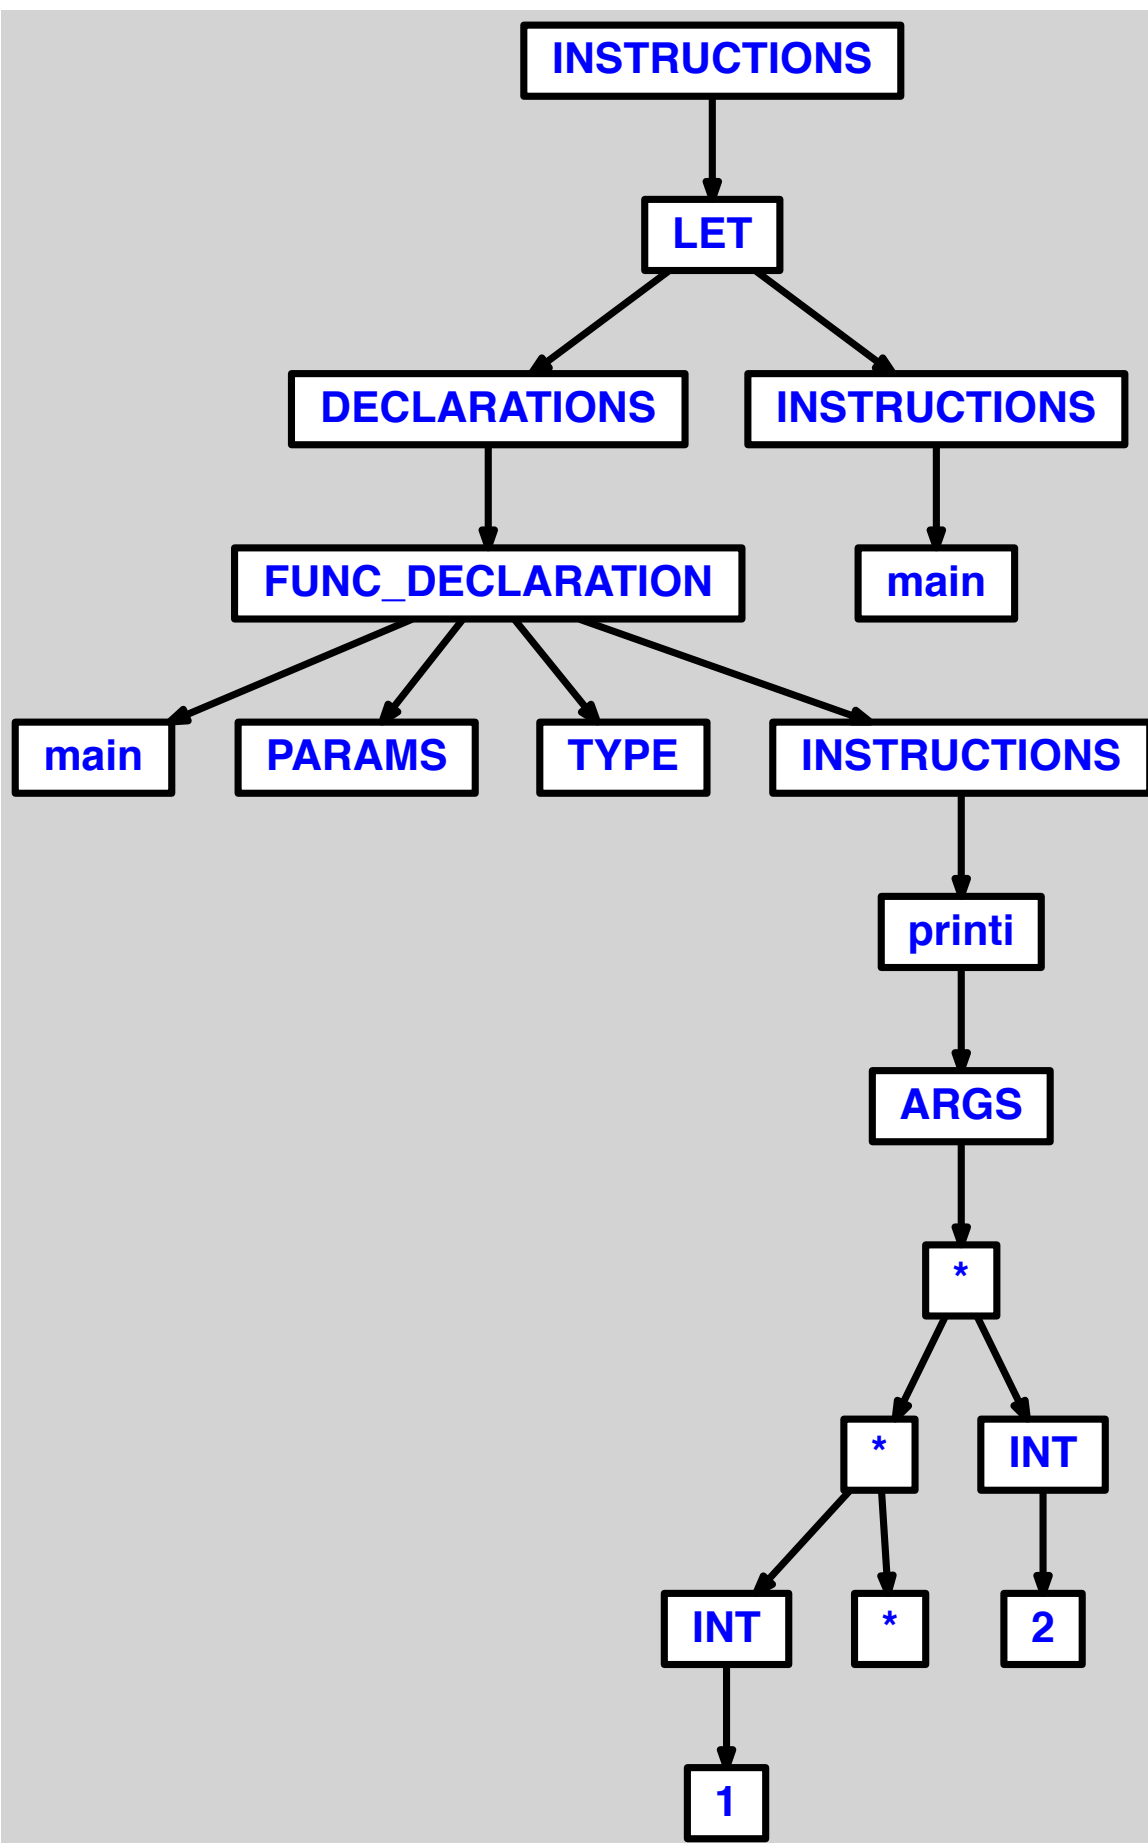 INSTRUCTIONS
LET
DECLARATIONS
INSTRUCTIONS
FUNC_DECLARATION
main
main
PARAMS
TYPE
INSTRUCTIONS
printi
ARGS
*
*
INT
INT
*
2
1